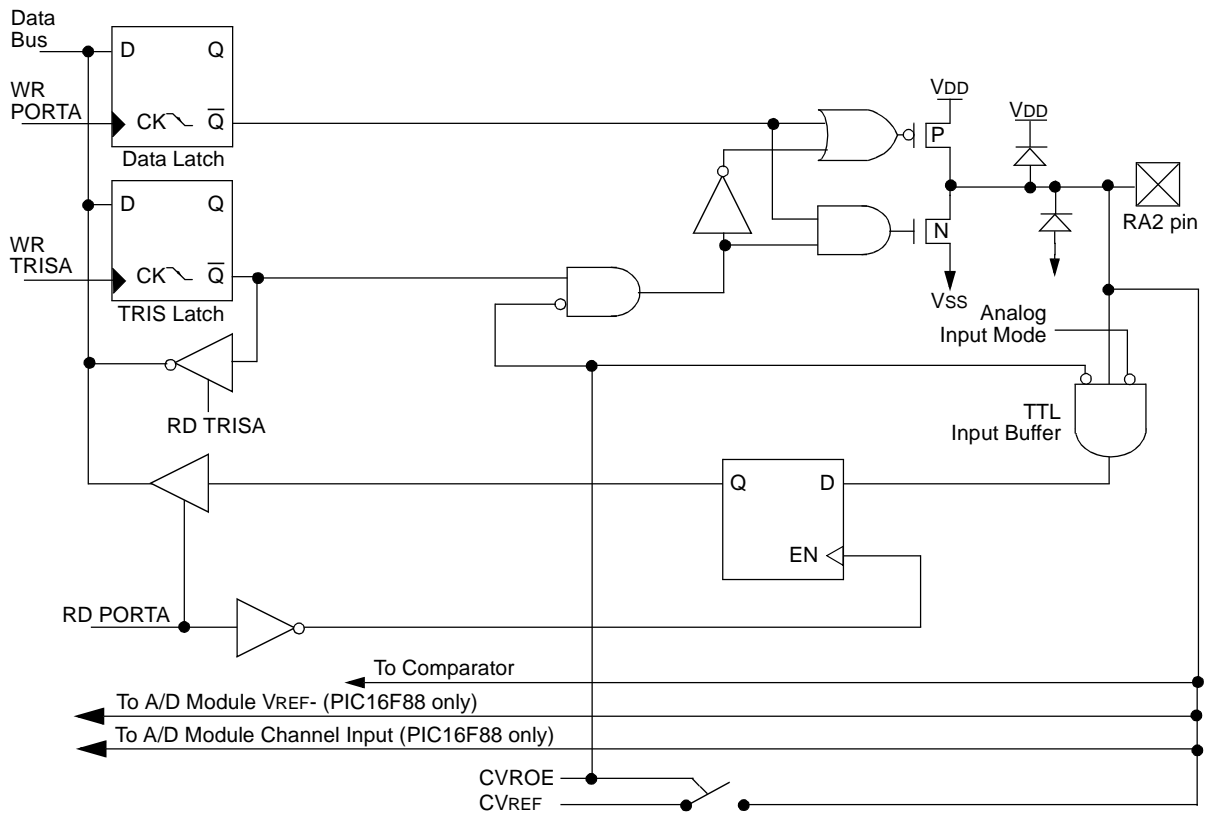 Data
Bus
D Q
WR
PORTA
CK Q
Data Latch
D Q
WR
TRISA
CK Q
TRIS Latch
RD TRISA
VDD
P
VDD
N
VSS
RA2 pin
Analog
Input Mode
TTL
Input Buffer
Q D
EN
RD PORTA
To Comparator
To A/D Module VREF- (PIC16F88 only)
To A/D Module Channel Input (PIC16F88 only)
CVROE
CVREF